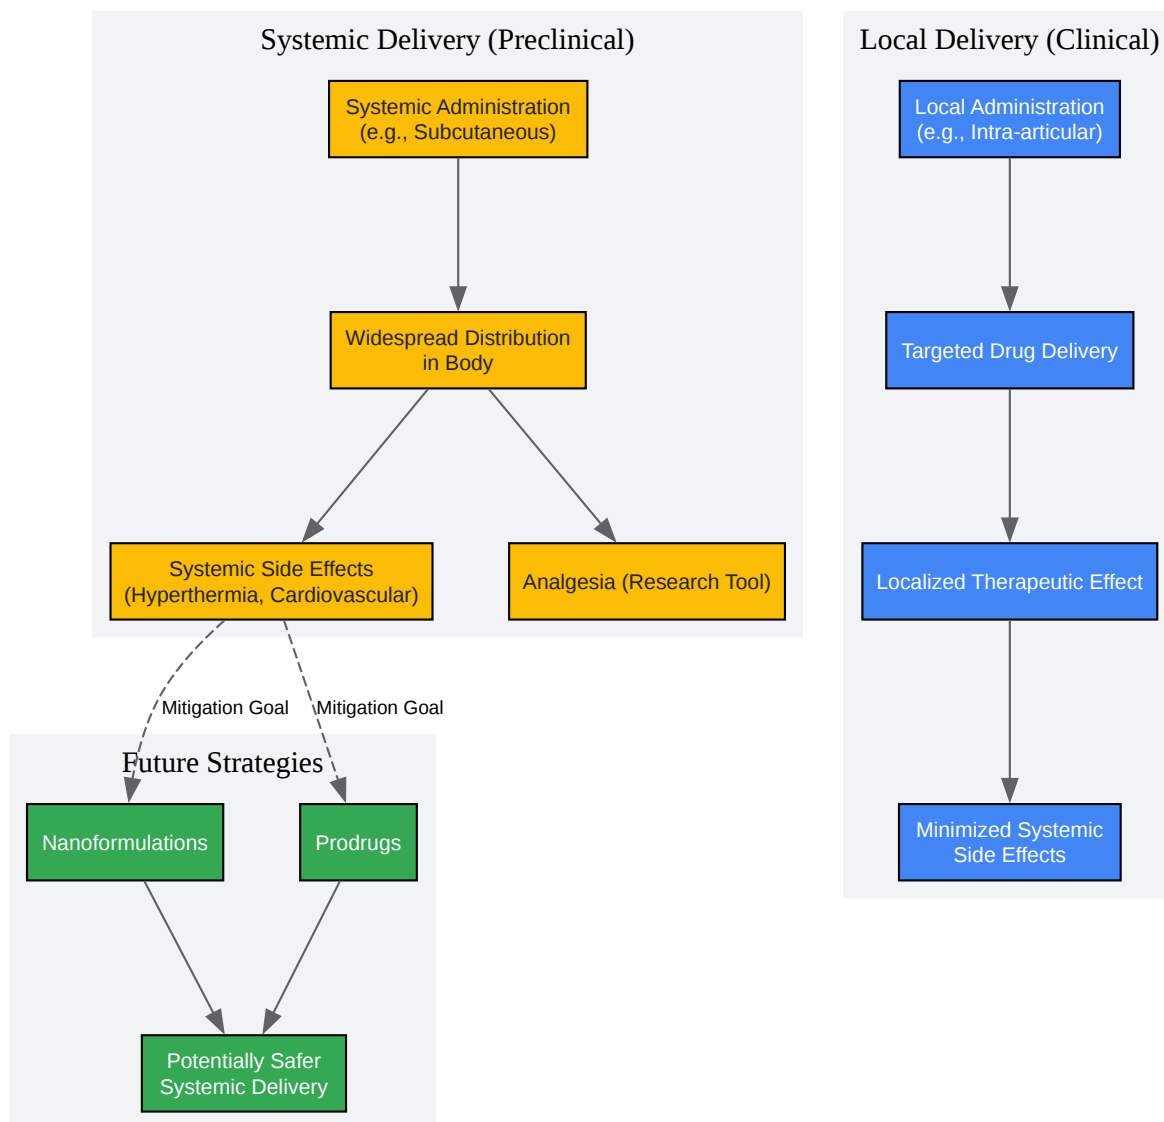 Systemic Delivery (Preclinical)
Systemic Administration
(e.g., Subcutaneous)
Widespread Distribution
in Body
Systemic Side Effects
(Hyperthermia, Cardiovascular)
Analgesia (Research Tool)
Mitigation Goal
Mitigation Goal
Future Strategies
Nanoformulations
Prodrugs
Potentially Safer
Systemic Delivery
Local Delivery (Clinical)
Local Administration
(e.g., Intra-articular)
Targeted Drug Delivery
Localized Therapeutic Effect
Minimized Systemic
Side Effects